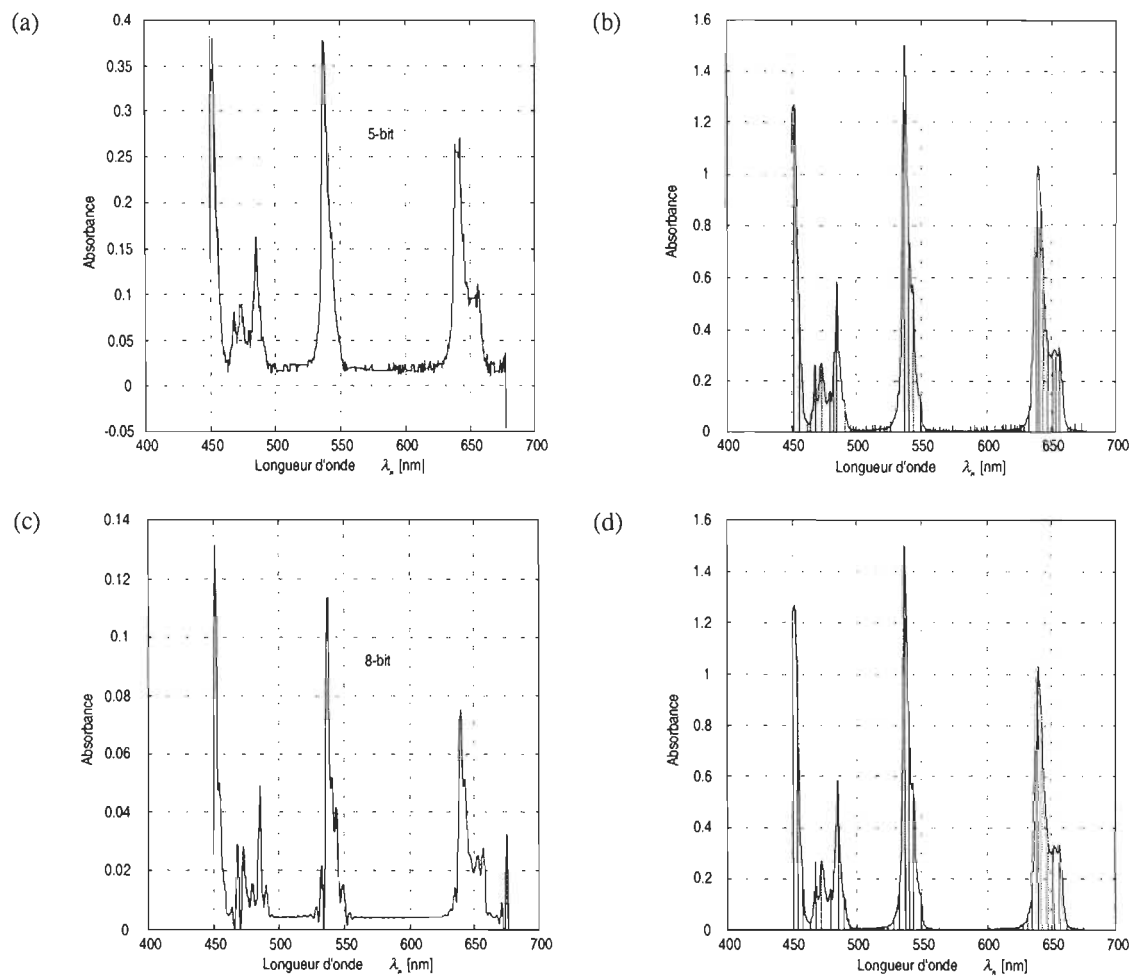 (a)
0.4
0.35
0.3
0.25
0.2
0.15
0.1
0.05
0
-0.05
Absorbance
5-bit
400 450 500 550 600 650 700
Longueur d'onde λₐ [nm]
(b)
1.6
1.4
1.2
1
0.8
0.6
0.4
0.2
0
Absorbance
400 450 500 550 600 650 700
Longueur d'onde λₐ [nm]
(c)
0.14
0.12
0.1
0.08
0.06
0.04
0.02
0
Absorbance
8-bit
400 450 500 550 600 650 700
Longueur d'onde λₐ [nm]
(d)
1.6
1.4
1.2
1
0.8
0.6
0.4
0.2
0
Absorbance
400 450 500 550 600 650 700
Longueur d'onde λₐ [nm]